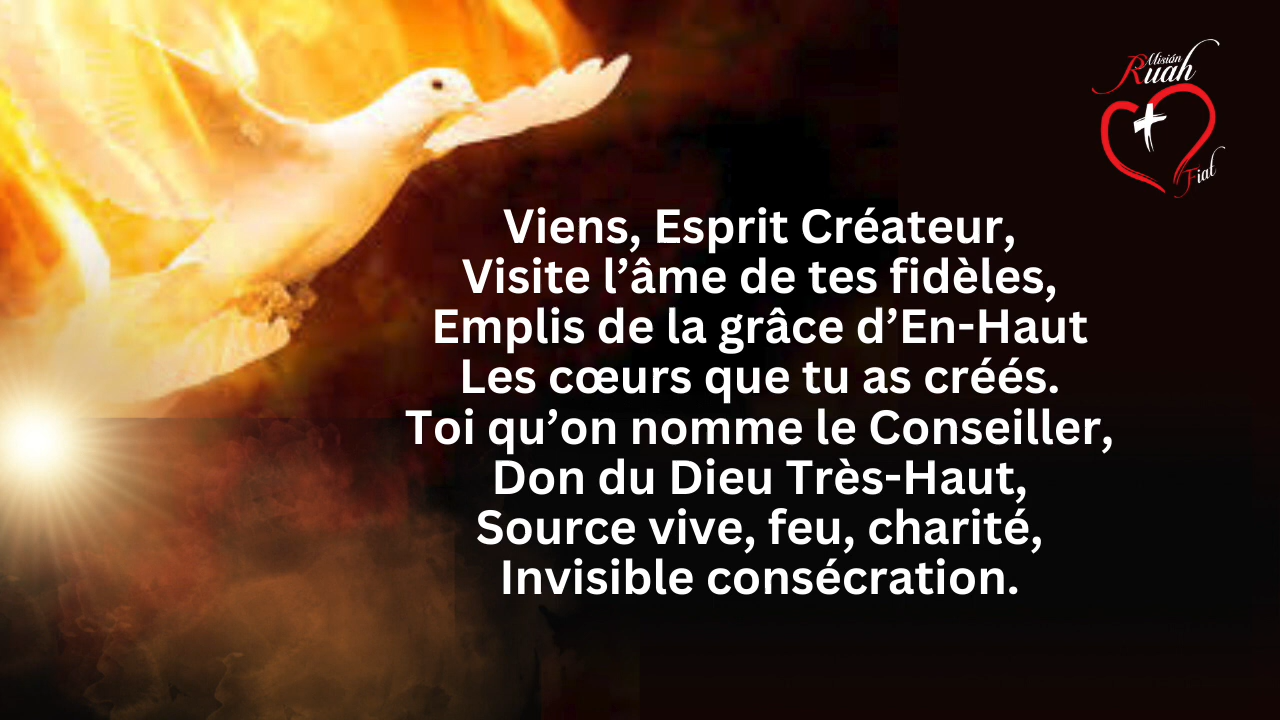 Misión
Ruah
Fiat
Viens, Esprit Créateur,
Visite l’âme de tes fidèles,
Emplis de la grâce d’En-Haut
Les cœurs que tu as créés.
Toi qu’on nomme le Conseiller,
Don du Dieu Très-Haut,
Source vive, feu, charité,
Invisible consécration.